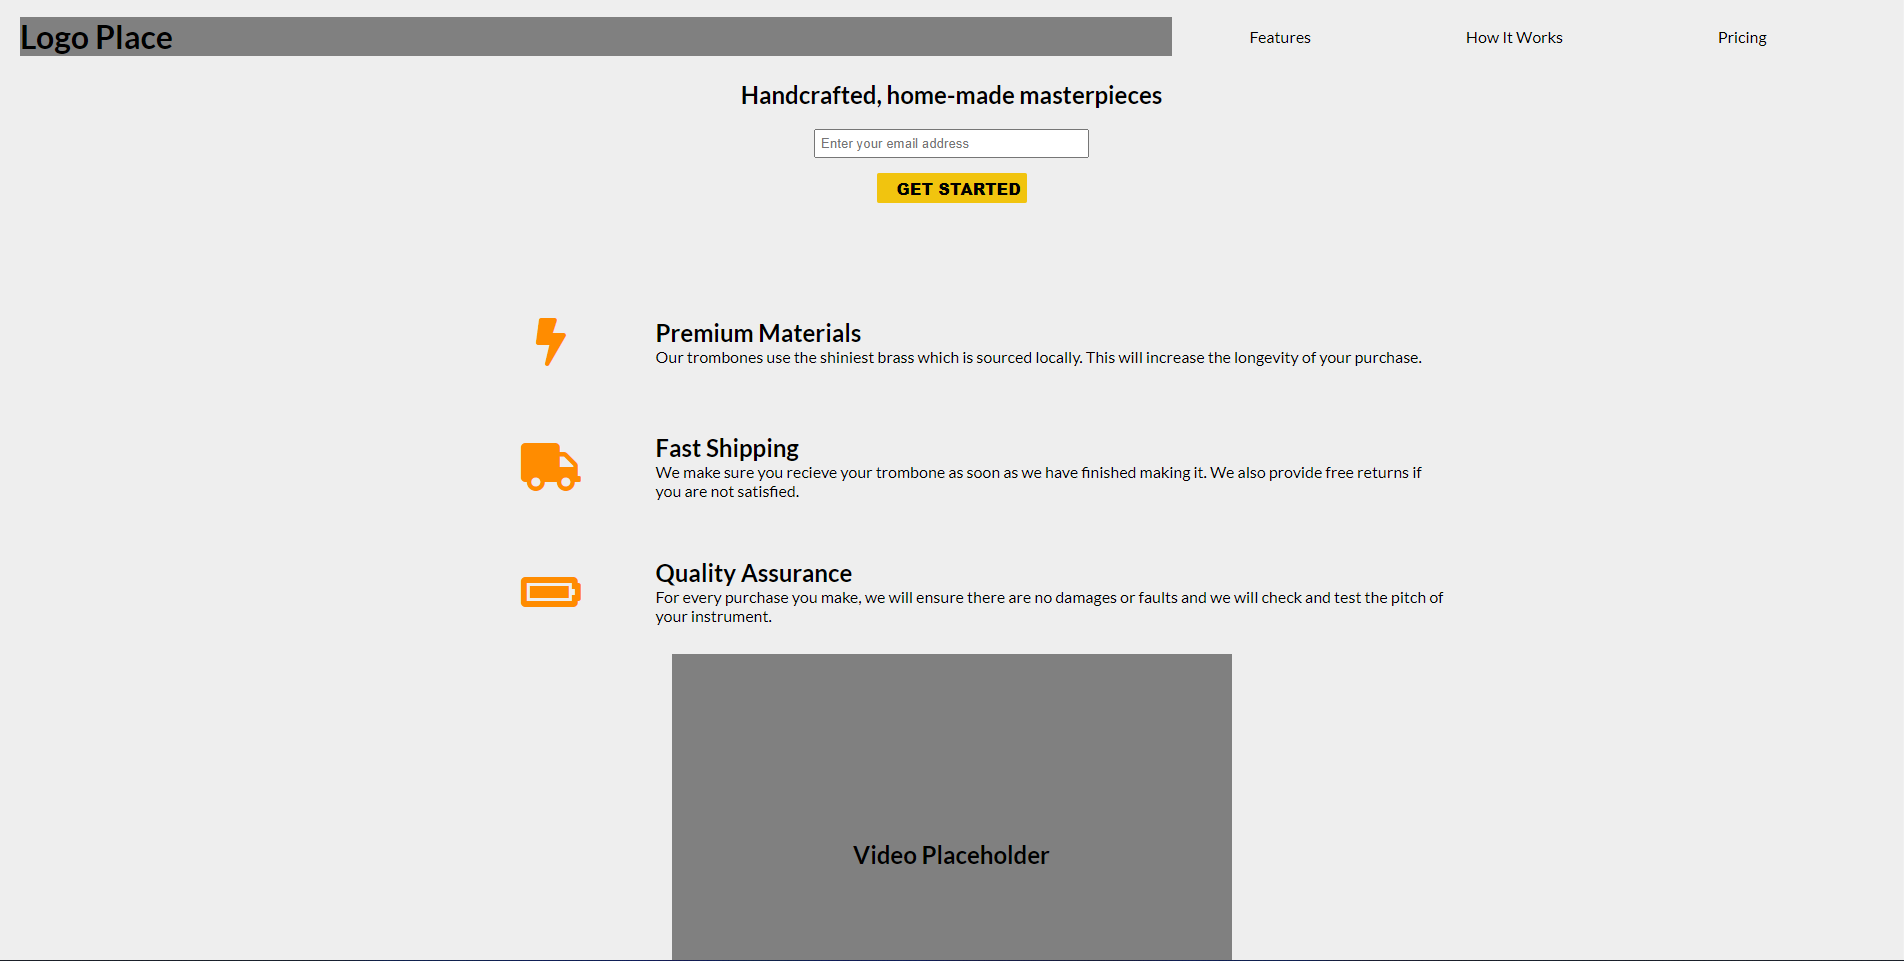 Logo Place
Features
How It Works
Pricing
Handcrafted, home-made masterpieces
Enter your email address
GET STARTED
Premium Materials
Our trombones use the shiniest brass which is sourced locally. This will increase the longevity of your purchase.
Fast Shipping
We make sure you recieve your trombone as soon as we have finished making it. We also provide free returns if
you are not satisfied.
Quality Assurance
For every purchase you make, we will ensure there are no damages or faults and we will check and test the pitch of
your instrument.
Video Placeholder